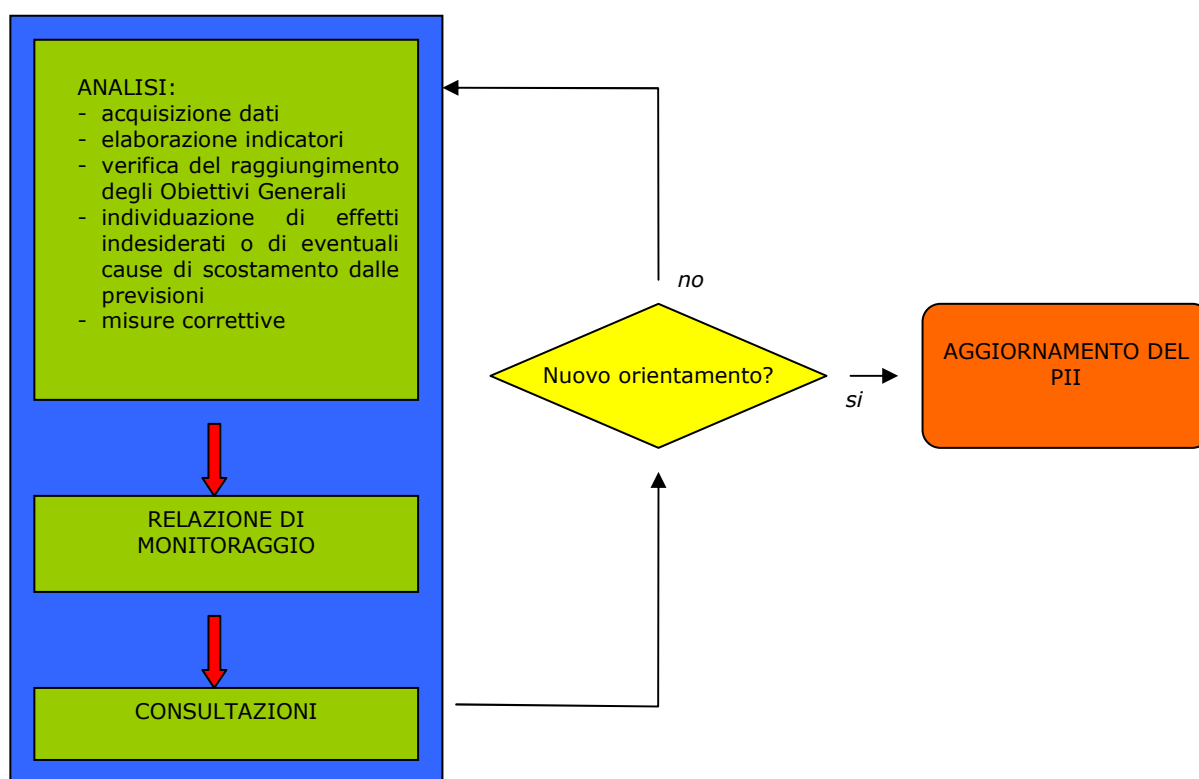 ANALISI:
- acquisizione dati
- elaborazione indicatori
- verifica del raggiungimento
degli Obiettivi Generali
- individuazione di effetti
indesiderati o di eventuali
cause di scostamento dalle
previsioni
- misure correttive
RELAZIONE DI
MONITORAGGIO
CONSULTAZIONI
no
Nuovo orientamento?
si
AGGIORNAMENTO DEL
PII